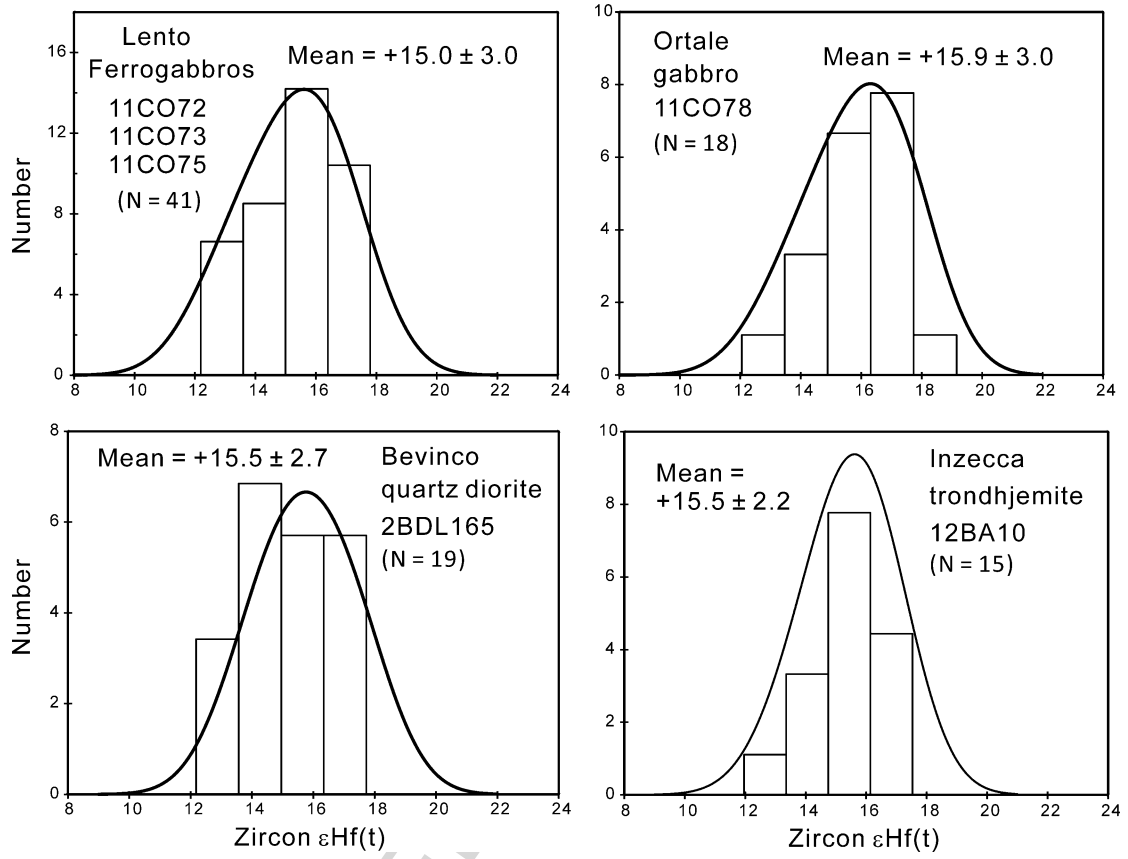 Lento
Ferrogabbros
11CO72
11CO73
11CO75
(N = 41)
Mean = +15.0 ± 3.0
Number
16
12
8
4
0
8 10 12 14 16 18 20 22 24
Ortale
gabbro
11CO78
(N = 18)
Mean = +15.9 ± 3.0
10
8
6
4
2
0
8 10 12 14 16 18 20 22 24
Mean = +15.5 ± 2.7
Bevinco
quartz diorite
2BDL165
(N = 19)
Number
8
6
4
2
0
8 10 12 14 16 18 20 22 24
Zircon εHf(t)
Mean =
+15.5 ± 2.2
Inzecca
trondhjemite
12BA10
(N = 15)
10
8
6
4
2
0
8 10 12 14 16 18 20 22 24
Zircon εHf(t)